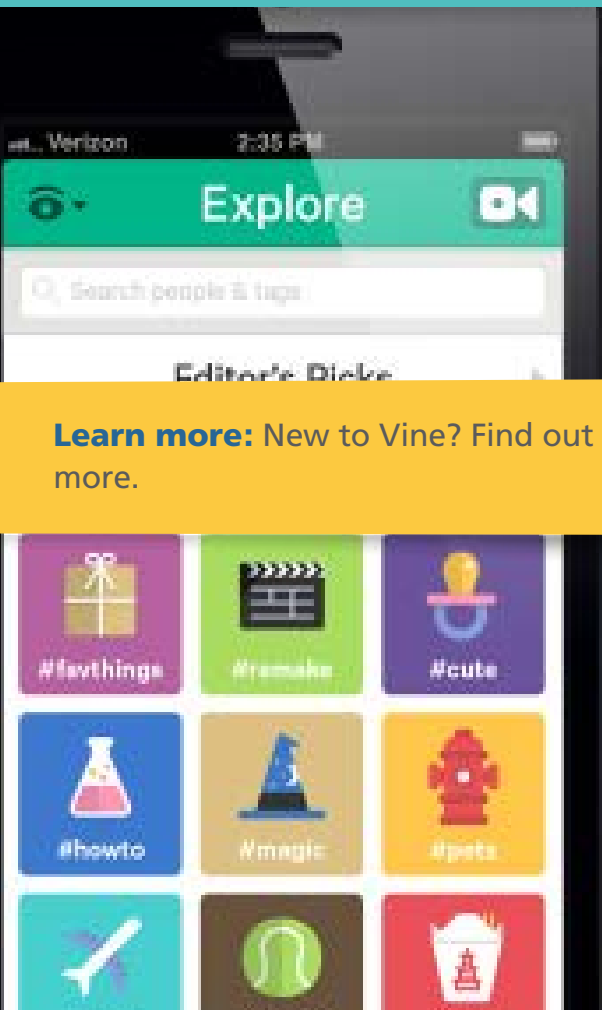 Verizon 2:35 PM
Explore
Search people & tags
Editor's Picks
Learn more: New to Vine? Find out
more.
#favthings #remake #cute
#howto #magic #pets